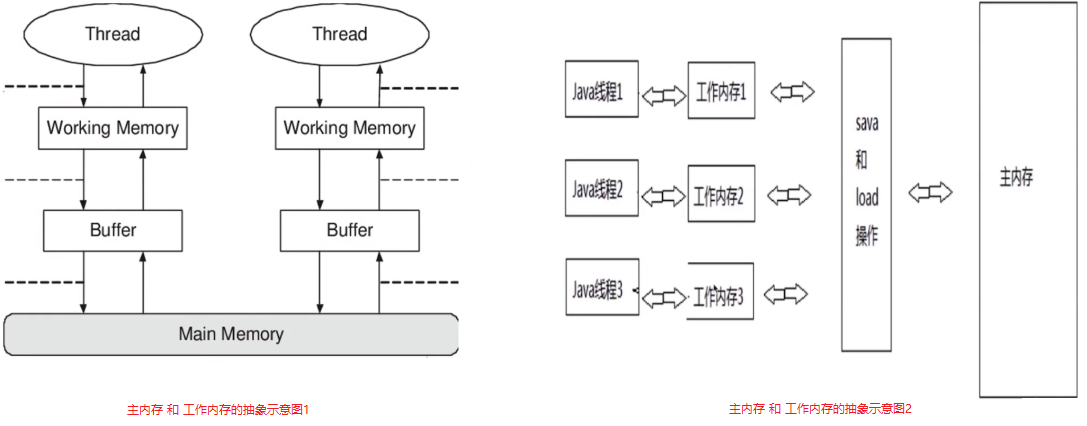 Thread
Thread
Working Memory
Working Memory
Buffer
Buffer
Main Memory
主内存 和 工作内存的抽象示意图1
Java线程1
工作内存1
Java线程2
工作内存2
Java线程3
工作内存3
sava
和
load
操作
主内存
主内存 和 工作内存的抽象示意图2